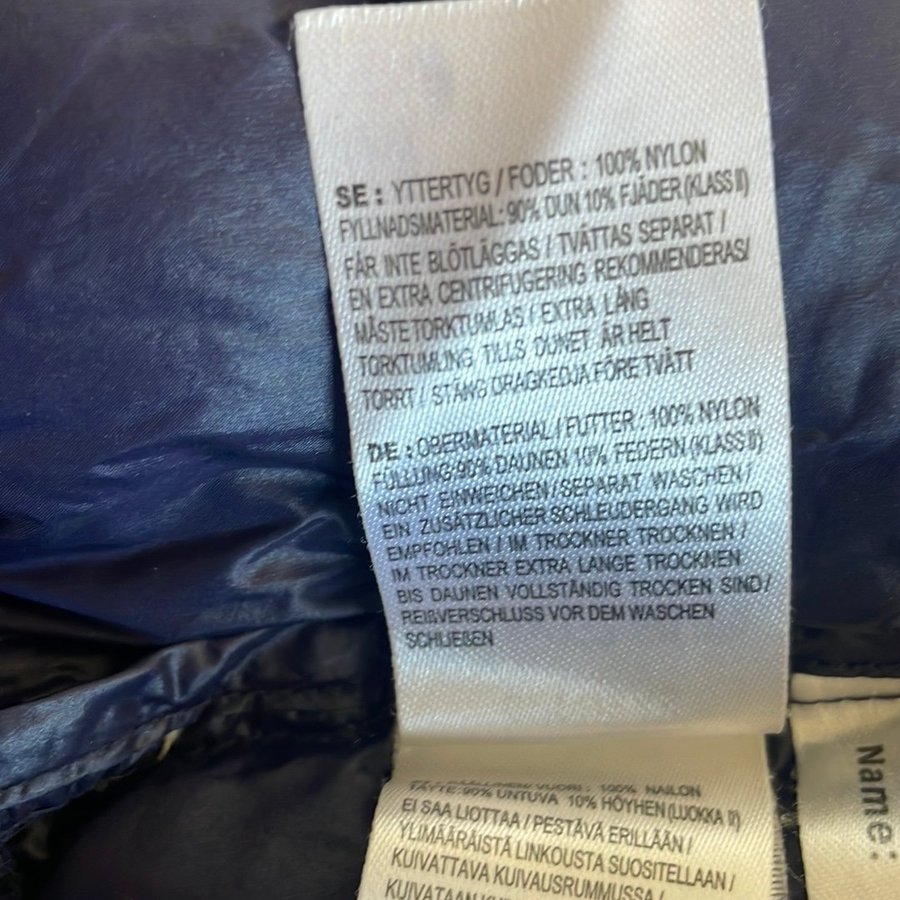 SE : YTTERTYG / FODER : 100% NYLON
FYLLNADSMATERIAL: 90% DUN 10% FJÄDER (KLASS II)
FÅR INTE BLÖTLÄGGAS / TVÄTTAS SEPARAT /
EN EXTRA CENTRIFUGERING REKOMMENDERAS/
MÅSTE TORKTUMLAS / EXTRA LÅNG
TORKTUMLING TILLS DUNET ÄR HELT
TORRT / STÄNG DRAGKEDJA FÖRE TVÄTT
DE : OBERMATERIAL / FUTTER : 100% NYLON
FÜLLUNG:90% DAUNEN 10% FEDERN (KLASS II)
NICHT EINWEICHEN / SEPARAT WASCHEN /
EIN ZUSÄTZLICHER SCHLEUDERGANG WIRD
EMPFOHLEN / IM TROCKNER TROCKNEN /
IM TROCKNER EXTRA LANGE TROCKNEN
BIS DAUNEN VOLLSTÄNDIG TROCKEN SIND/
REIßVERSCHLUSS VOR DEM WASCHEN
SCHLIEßEN
VUORI : 100% NAILON
TÄYTE: 90% UNTUVA 10% HÖYHEN (LUOKKA II)
EI SAA LIOTTAA / PESTÄVÄ ERILLÄÄN /
YLIMÄÄRÄISTÄ LINKOUSTA SUOSITELLAAN /
KUIVATTAVA KUIVAUSRUMMUSSA /
KUIVATAAN
Name: